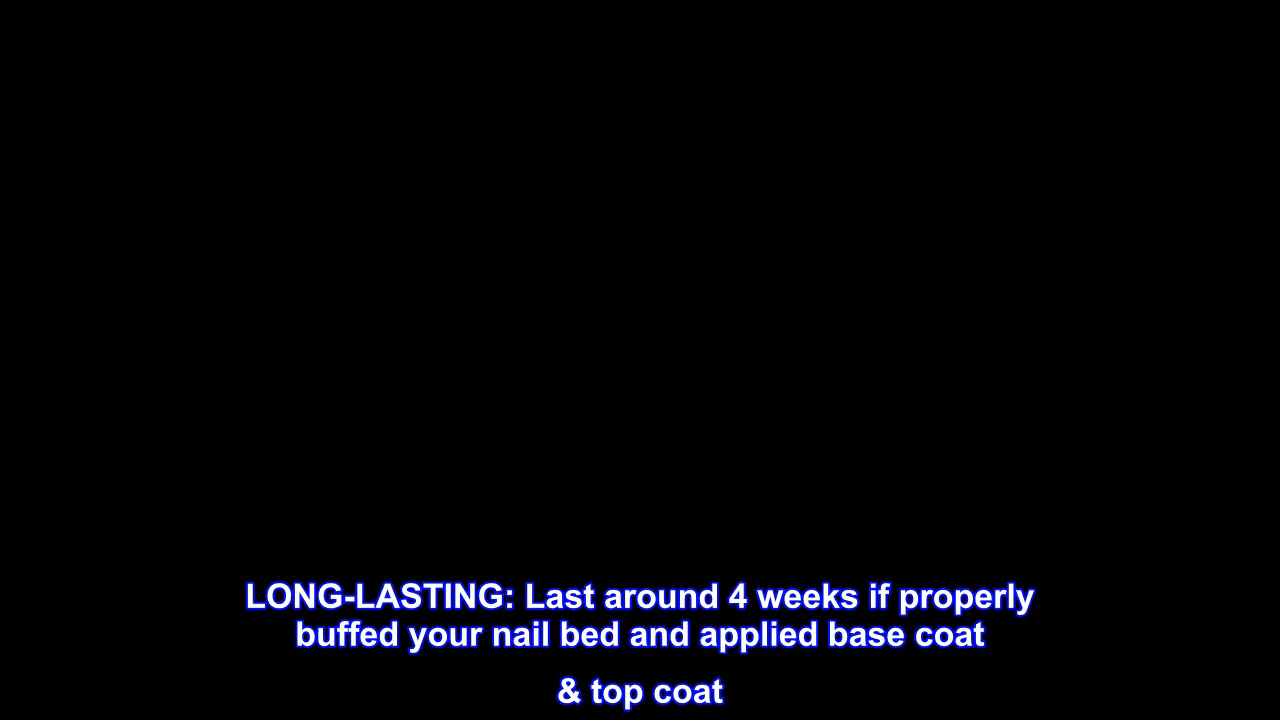 LONG-LASTING: Last around 4 weeks if properly
buffed your nail bed and applied base coat
& top coat